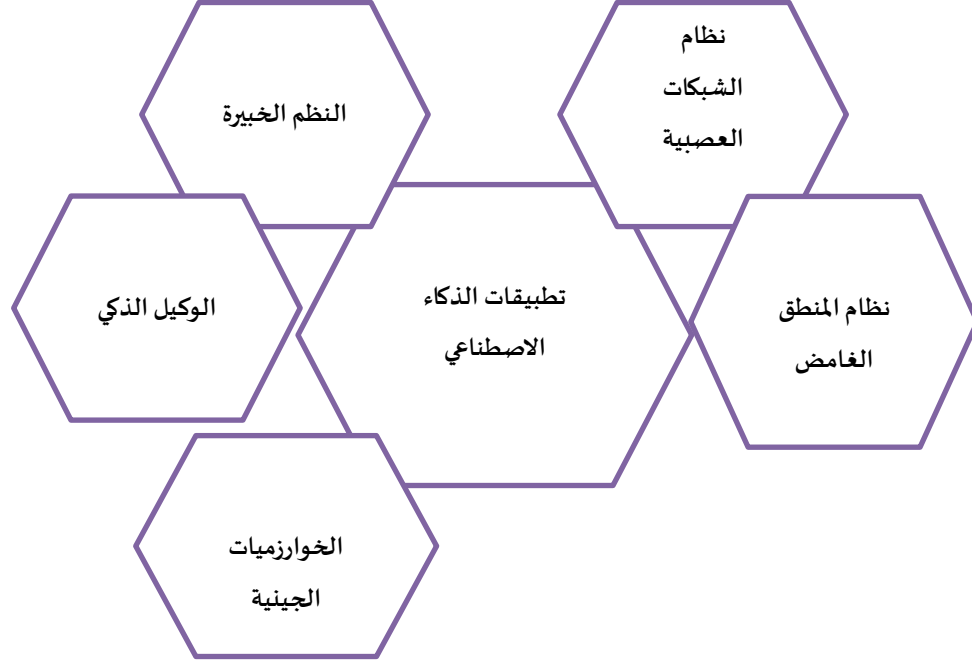 نظام
الشبكات
العصبية
النظم الخبيرة
نظام المنطق
الغامض
تطبيقات الذكاء
الاصطناعي
الوكيل الذكي
الخوارزميات
الجينية